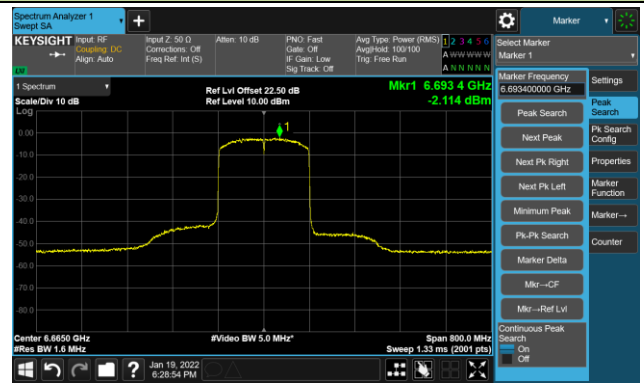 Spectrum Analyzer 1
Swept SA
Marker
KEYSIGHT
Input: RF
Coupling: DC
Align: Auto
Input Z: 50 Ω
Corrections: Off
Freq Ref: Int (S)
Atten: 10 dB
PNO: Fast
Gate: Off
IF Gain: Low
Sig Track: Off
Avg Type: Power (RMS)
Avg|Hold: 100/100
Trig: Free Run
1 2 3 4 5 6
A W W W W W
A N N N N N
LW
Select Marker
Marker 1
1 Spectrum
Scale/Div 10 dB
Ref Lvl Offset 22.50 dB
Ref Level 10.00 dBm
Mkr1 6.693 4 GHz
-2.114 dBm
Log
1
0.00
-10.0
-20.0
-30.0
-40.0
-50.0
-60.0
-70.0
-80.0
Center 6.6650 GHz
#Res BW 1.6 MHz
#Video BW 5.0 MHz*
Span 800.0 MHz
Sweep 1.33 ms (2001 pts)
Marker Frequency
6.693400000 GHz
Peak Search
Next Peak
Next Pk Right
Next Pk Left
Minimum Peak
Pk-Pk Search
Marker Delta
Mkr→CF
Mkr→Ref Lvl
Continuous Peak
Search
On
Off
Settings
Peak
Search
Pk Search
Config
Properties
Marker
Function
Marker→
Counter
?
Jan 19, 2022
6:28:54 PM